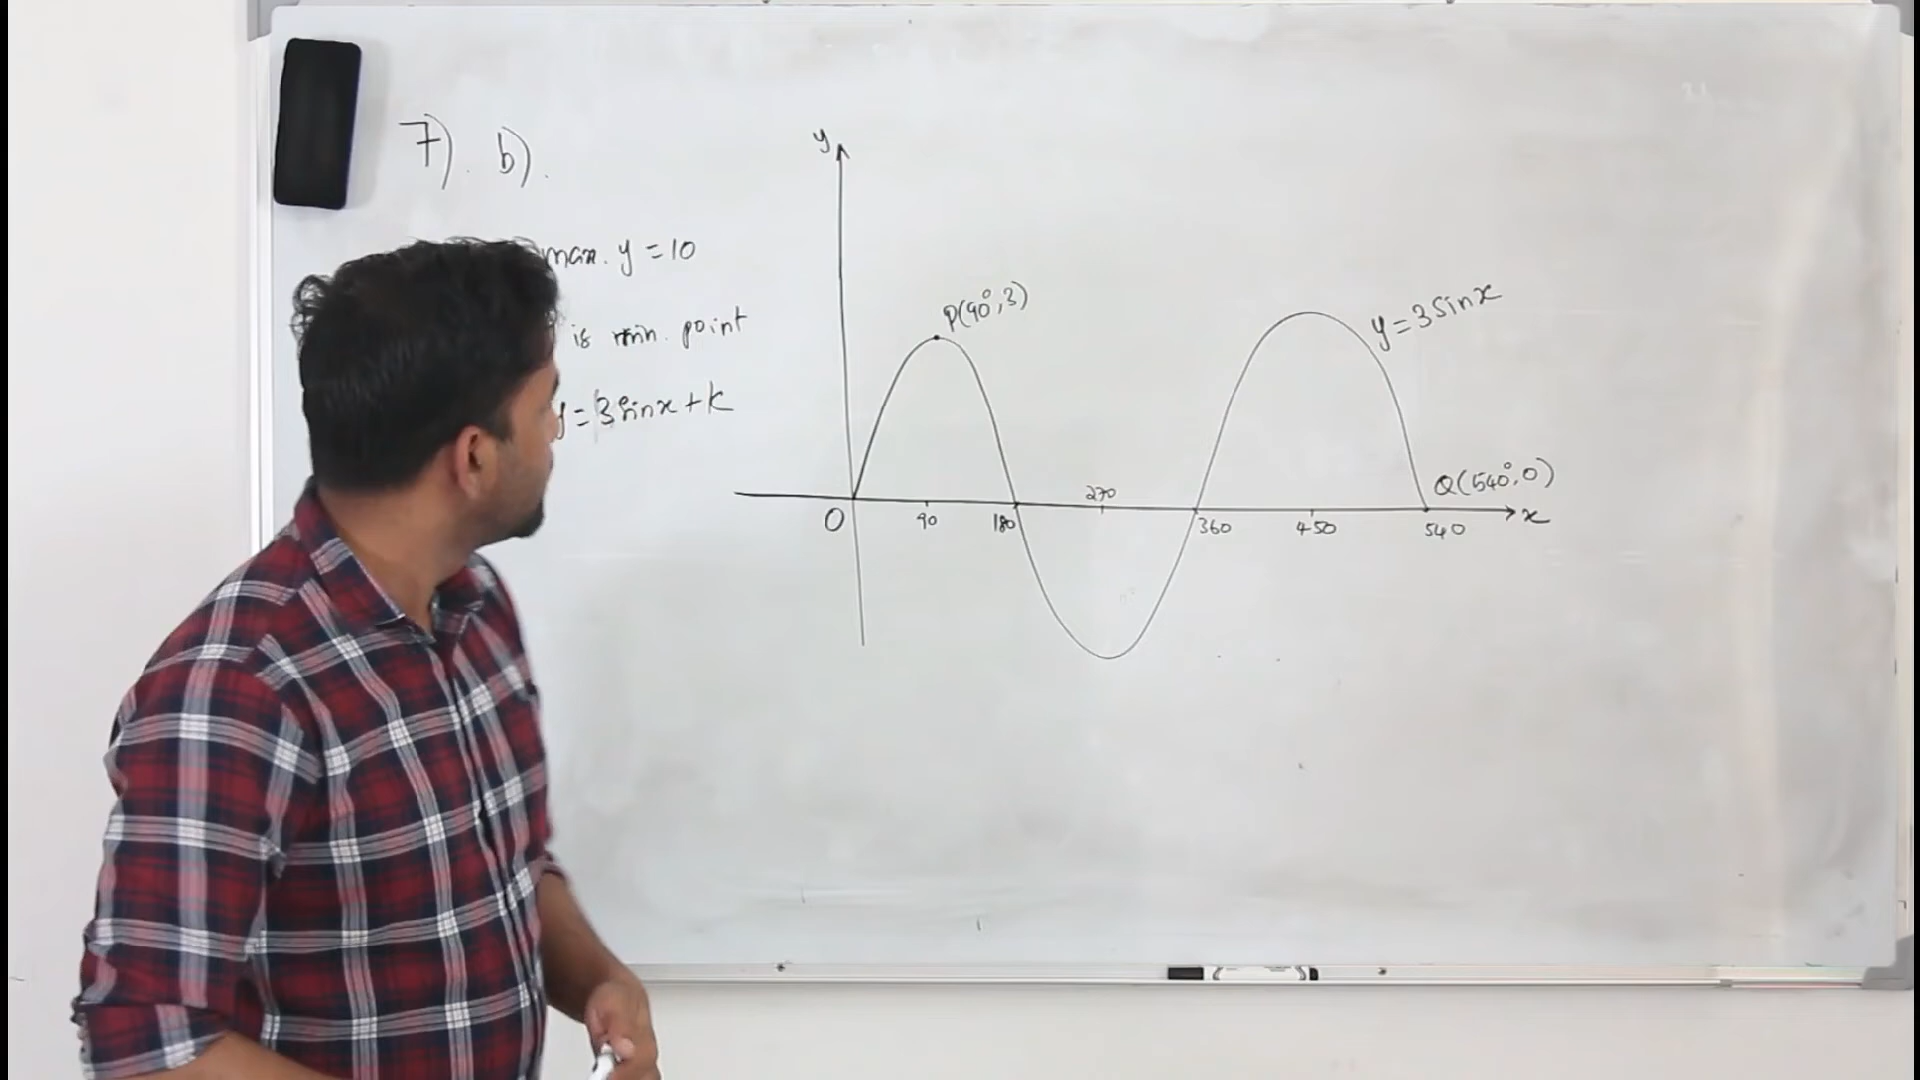 7). b).
max. y = 10
is min. point
y = 3 sin x + k
y
P(90°, 3)
y = 3 sin x
Q(540°, 0)
O
90
180
270
360
450
540
x